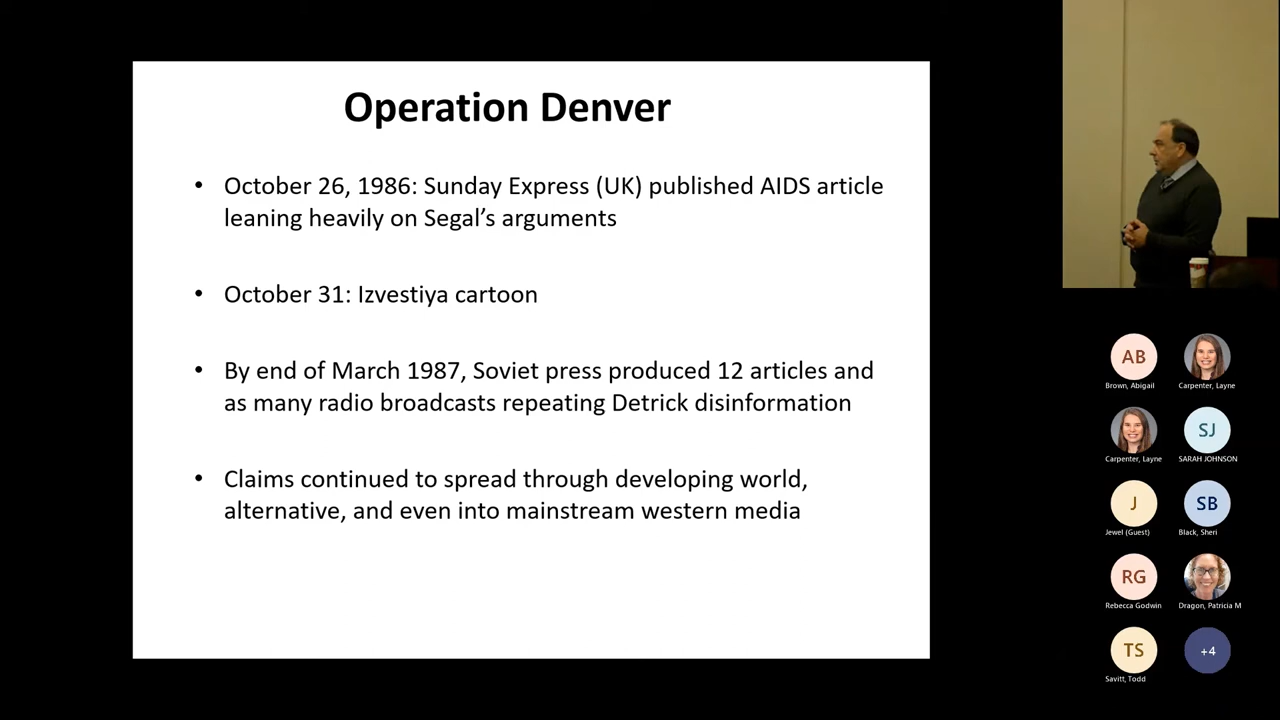 Operation Denver
• October 26, 1986: Sunday Express (UK) published AIDS article
leaning heavily on Segal’s arguments
• October 31: Izvestiya cartoon
• By end of March 1987, Soviet press produced 12 articles and
as many radio broadcasts repeating Detrick disinformation
• Claims continued to spread through developing world,
alternative, and even into mainstream western media
AB
Brown, Abigail
Carpenter, Layne
Carpenter, Layne
SJ
SARAH JOHNSON
J
Jewel (Guest)
SB
Black, Sheri
RG
Rebecca Godwin
Dragon, Patricia M
TS
Savitt, Todd
+4